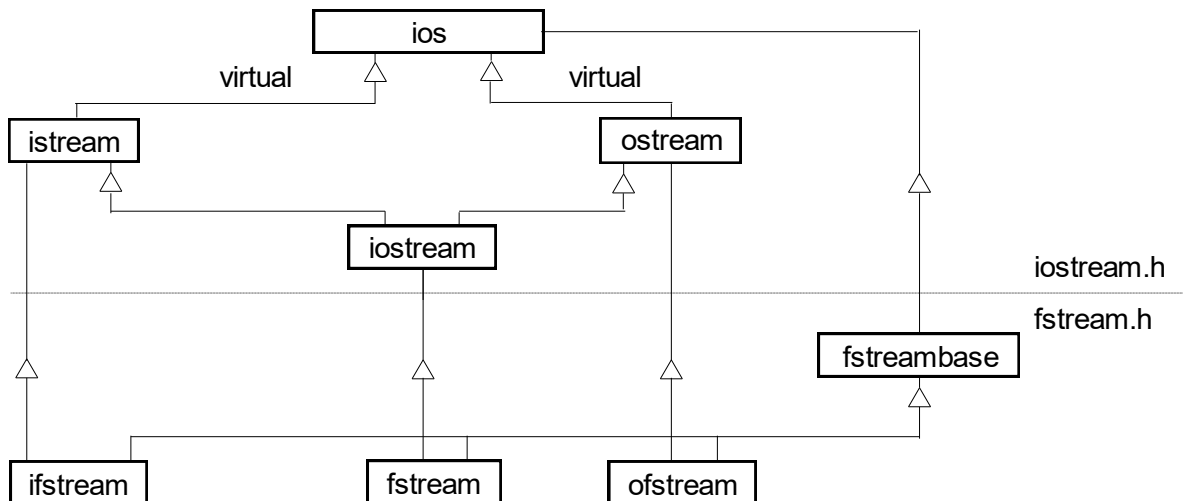 ios
virtual
virtual
istream
ostream
iostream
iostream.h
fstream.h
fstreambase
ifstream
fstream
ofstream